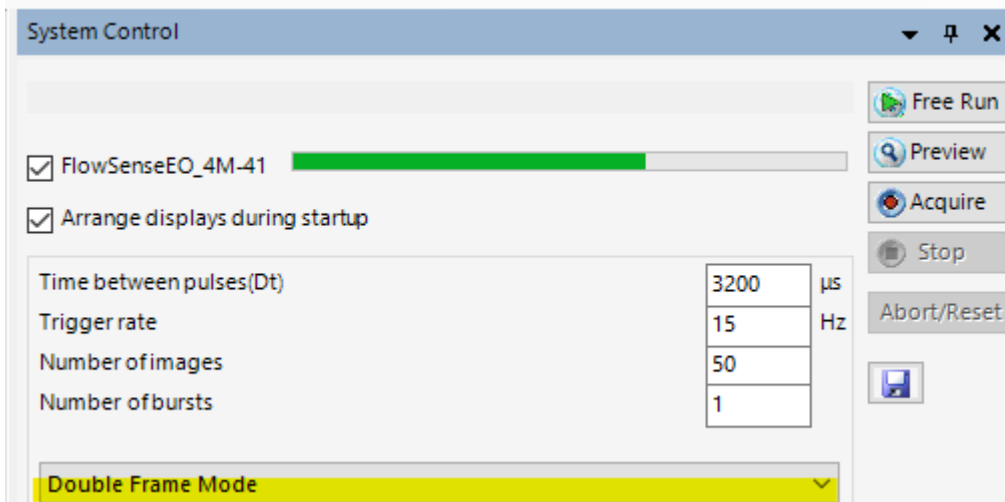 System Control
Free Run
FlowSenseEO_4M-41
Preview
Arrange displays during startup
Acquire
Stop
Time between pulses(Dt) 3200 µs
Trigger rate 15 Hz
Abort/Reset
Number of images 50
Number of bursts 1
Double Frame Mode